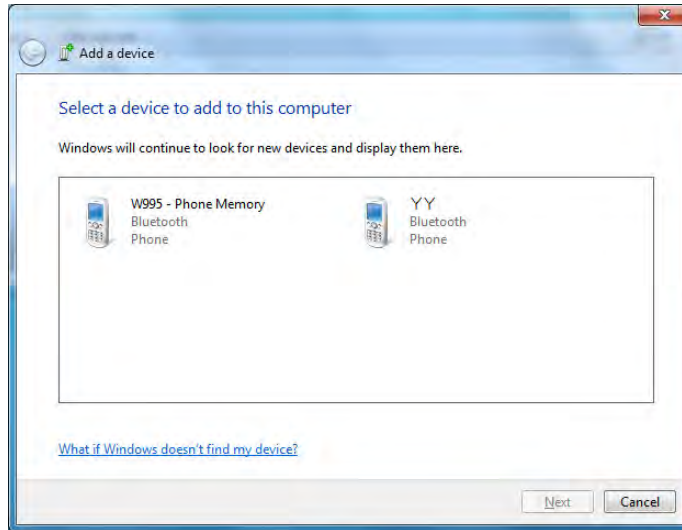 Add a device
Select a device to add to this computer
Windows will continue to look for new devices and display them here.
W995 - Phone Memory
Bluetooth
Phone
YY
Bluetooth
Phone
What if Windows doesn't find my device?
Next
Cancel